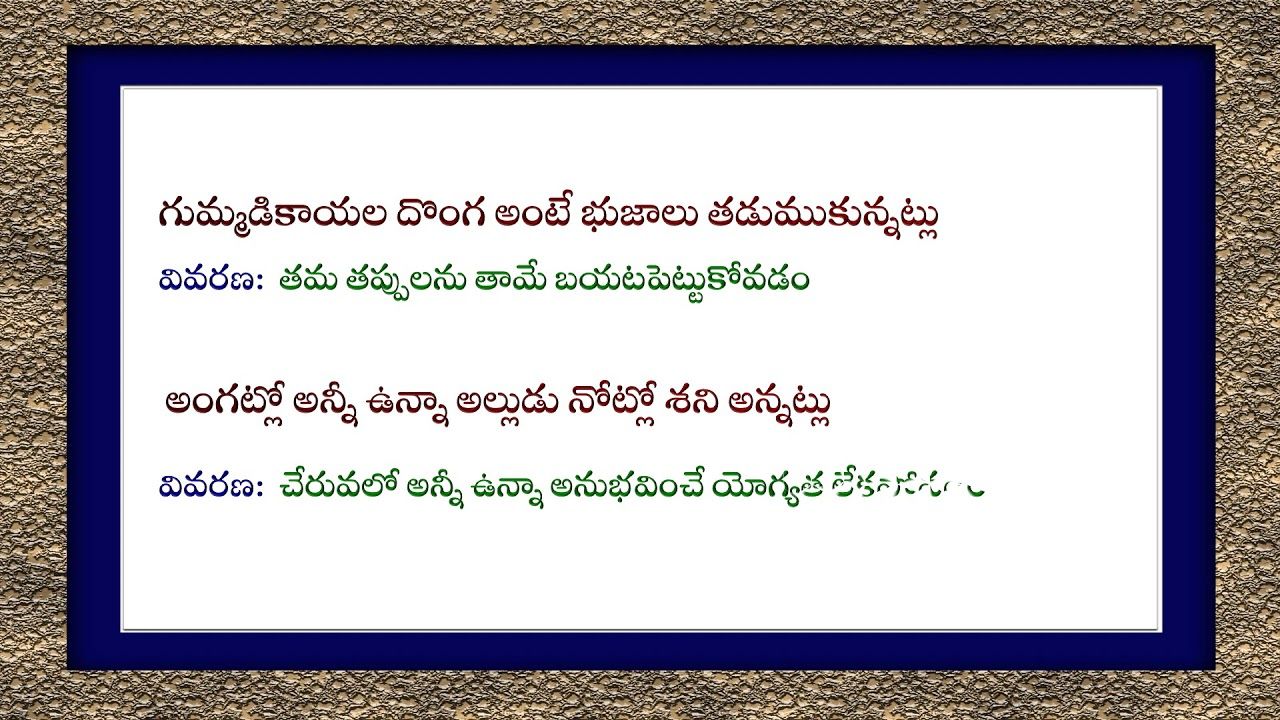 గుమ్మడికాయల దొంగ అంటే భుజాలు తడుముకున్నట్లు
వివరణ: తమ తప్పులను తామే బయటపెట్టుకోవడం
అంగట్లో అన్నీ ఉన్నా అల్లుడు నోట్లో శని అన్నట్లు
వివరణ: చేరువలో అన్నీ ఉన్నా అనుభవించే యోగ్యత